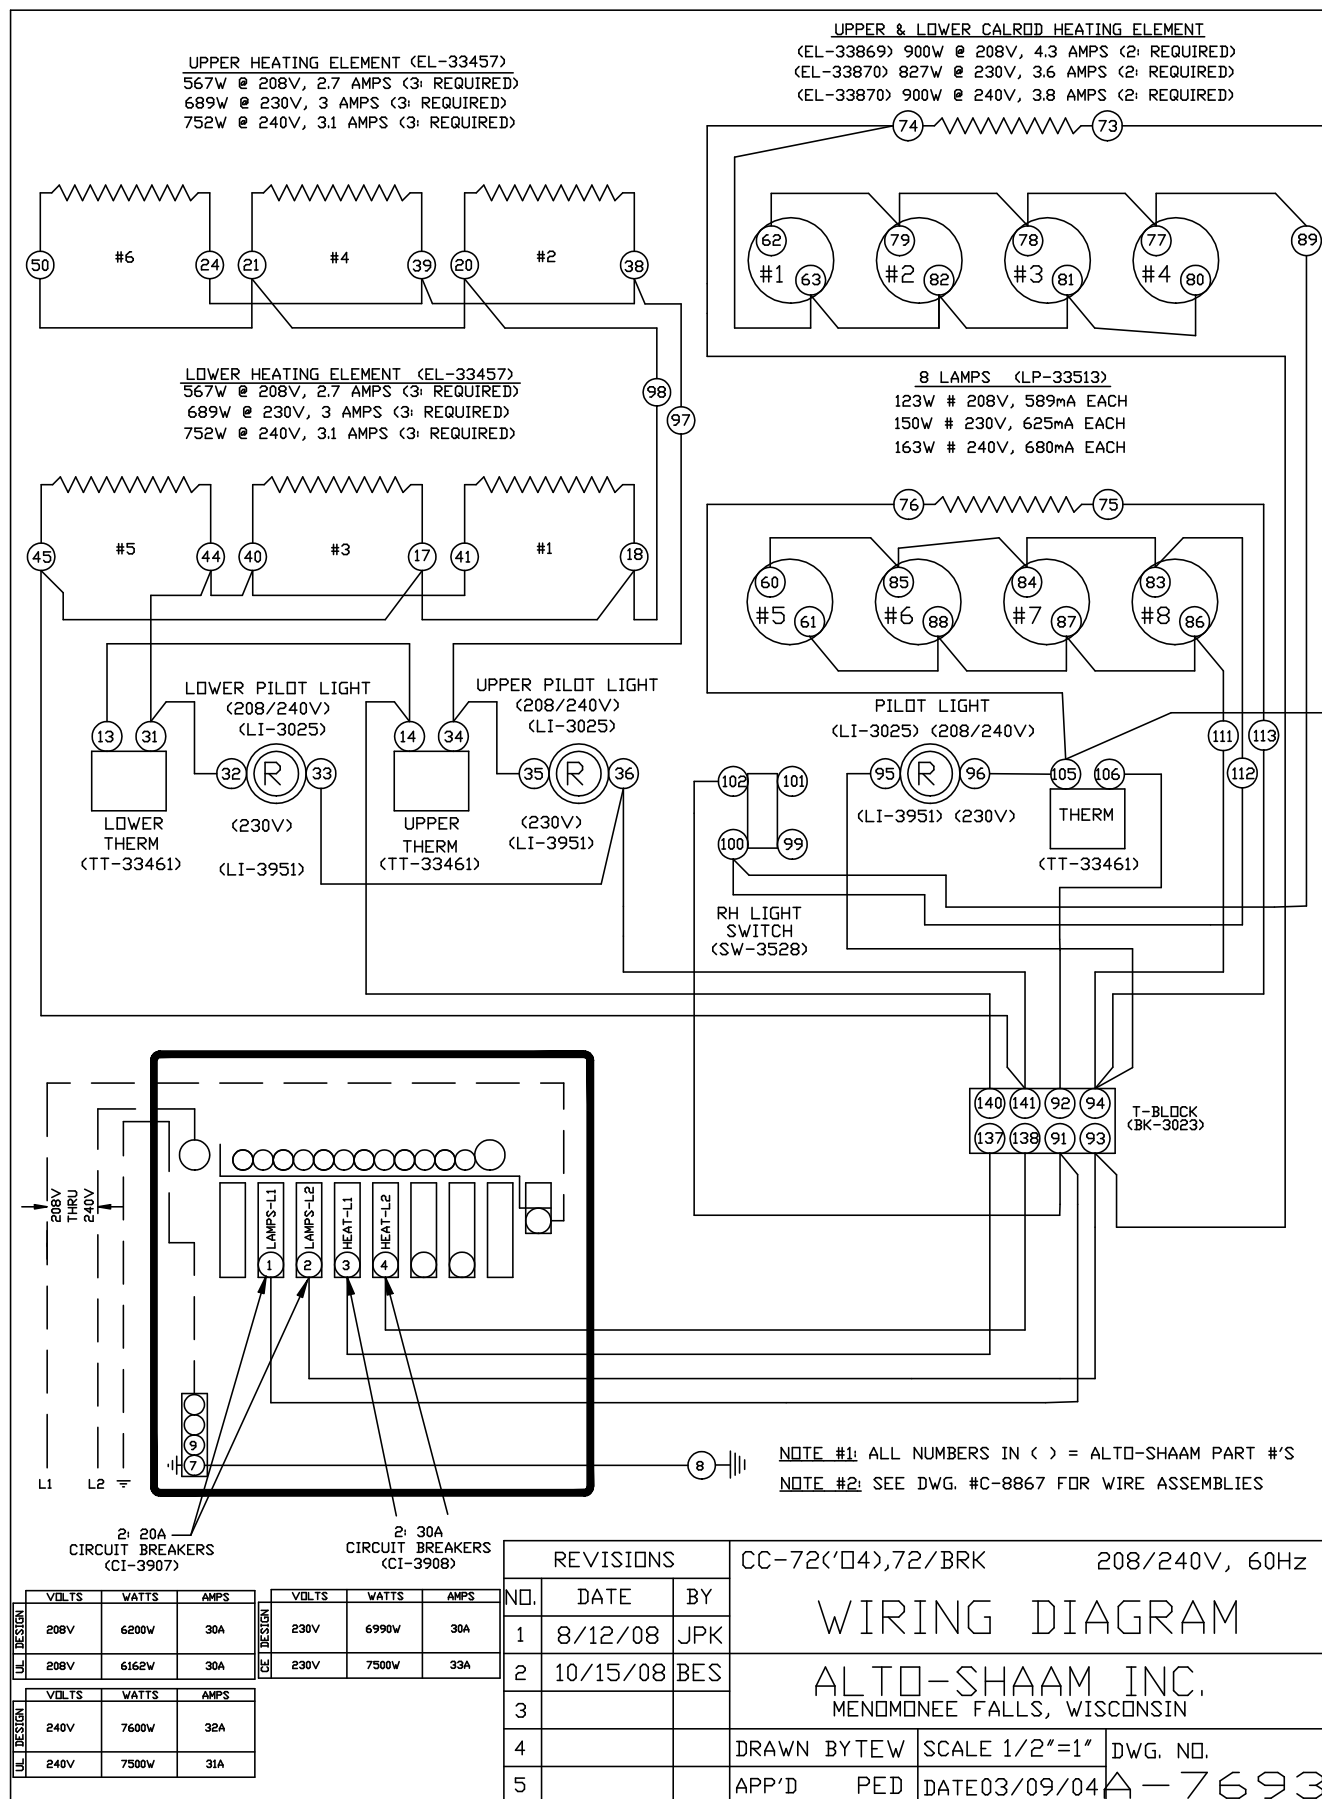 UPPER HEATING ELEMENT (EL-33457)
567W @ 208V, 2.7 AMPS (3: REQUIRED)
689W @ 230V, 3 AMPS (3: REQUIRED)
752W @ 240V, 3.1 AMPS (3: REQUIRED)
UPPER & LOWER CALROD HEATING ELEMENT
(EL-33869) 900W @ 208V, 4.3 AMPS (2: REQUIRED)
(EL-33870) 827W @ 230V, 3.6 AMPS (2: REQUIRED)
(EL-33870) 900W @ 240V, 3.8 AMPS (2: REQUIRED)
74 73
50 #6 24 21 #4 39 20 #2 38
62 79 78 77 89
#1 63 #2 82 #3 81 #4 80
LOWER HEATING ELEMENT (EL-33457)
567W @ 208V, 2.7 AMPS (3: REQUIRED)
689W @ 230V, 3 AMPS (3: REQUIRED)
752W @ 240V, 3.1 AMPS (3: REQUIRED)
98
97
8 LAMPS (LP-33513)
123W # 208V, 589mA EACH
150W # 230V, 625mA EACH
163W # 240V, 680mA EACH
76 75
45 #5 44 40 #3 17 41 #1 18
60 85 84 83
#5 61 #6 88 #7 87 #8 86
LOWER PILOT LIGHT
(208/240V)
(LI-3025)
UPPER PILOT LIGHT
(208/240V)
(LI-3025)
PILOT LIGHT
(LI-3025) (208/240V)
13 31 14 34
111 113
112
32 R 33 35 R 36
102 101
100 99
95 R 96 105 106
LOWER
THERM
(TT-33461)
(230V)
(LI-3951)
UPPER
THERM
(TT-33461)
(230V)
(LI-3951)
(LI-3951) (230V)
THERM
(TT-33461)
RH LIGHT
SWITCH
(SW-3528)
140 141 92 94
137 138 91 93
T-BLOCK
(BK-3023)
208V
THRU
240V
LAMPS-L1
LAMPS-L2
HEAT-L1
HEAT-L2
1 2 3 4
9
7 8
L1 L2
NOTE #1: ALL NUMBERS IN ( ) = ALTO-SHAAM PART #'S
NOTE #2: SEE DWG. #C-8867 FOR WIRE ASSEMBLIES
2: 20A
CIRCUIT BREAKERS
(CI-3907)
2: 30A
CIRCUIT BREAKERS
(CI-3908)
VOLTS WATTS AMPS
UL DESIGN
208V 6200W 30A
208V 6162W 30A
VOLTS WATTS AMPS
CE DESIGN
230V 6990W 30A
230V 7500W 33A
VOLTS WATTS AMPS
UL DESIGN
240V 7600W 32A
240V 7500W 31A
REVISIONS
NO. DATE BY
1 8/12/08 JPK
2 10/15/08 BES
3
4
5
CC-72('04),72/BRK 208/240V, 60Hz
WIRING DIAGRAM
ALTO-SHAAM INC.
MENOMONEE FALLS, WISCONSIN
DRAWN BYTEW SCALE 1/2"=1" DWG. NO.
APP'D PED DATE03/09/04 A-7693